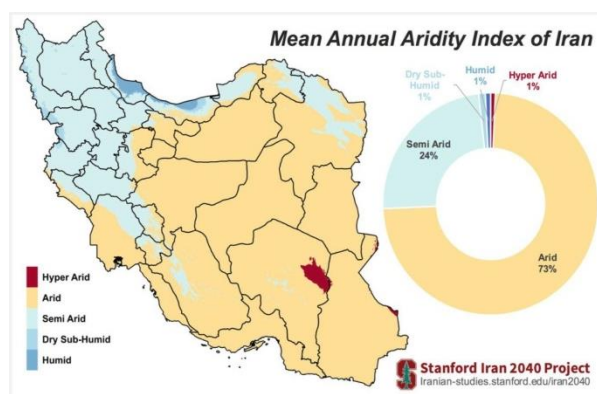 Mean Annual Aridity Index of Iran
Dry Sub-
Humid
1%
Humid
1%
Hyper Arid
1%
Semi Arid
24%
Arid
73%
Hyper Arid
Arid
Semi Arid
Dry Sub-Humid
Humid
Stanford Iran 2040 Project
Iranian-studies.stanford.edu/iran2040